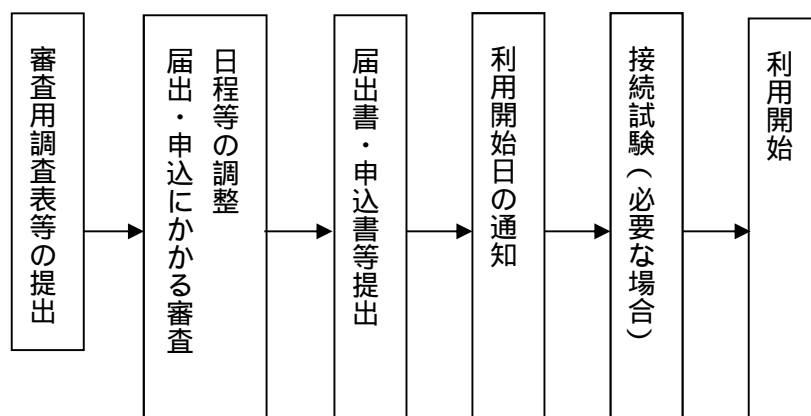 審査用調査表等の提出
日程等の調整
届出・申込にかかる審査
届出書・申込書等提出
利用開始日の通知
接続試験（必要な場合）
利用開始